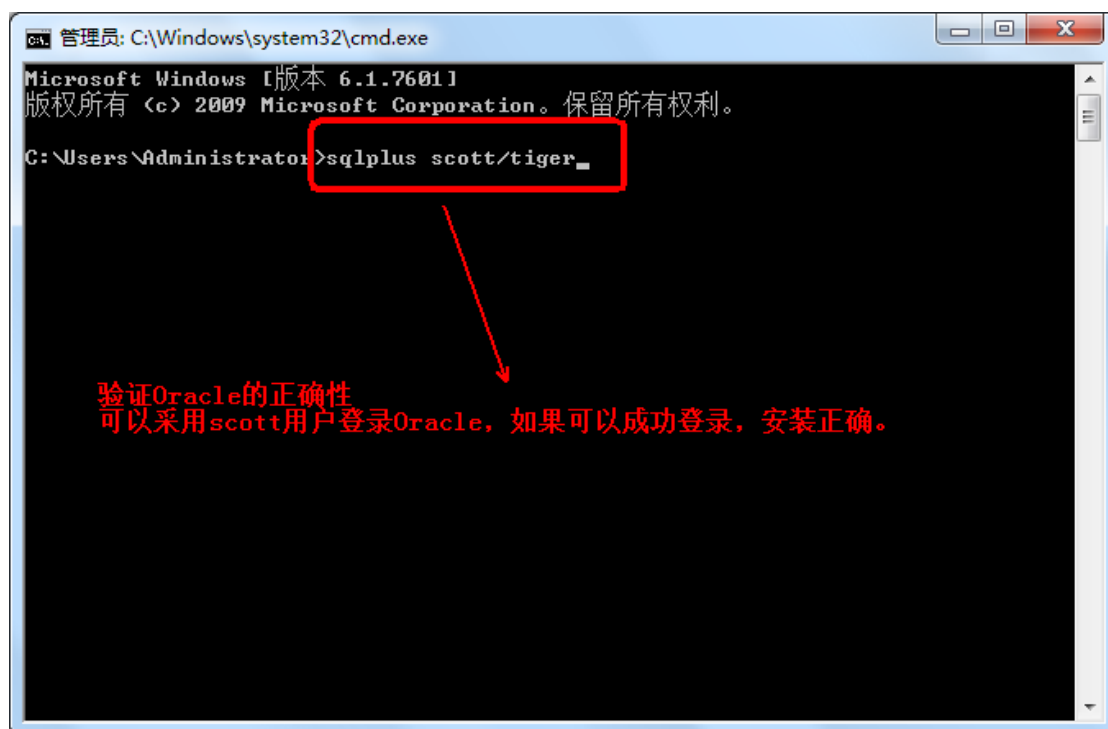 管理员: C:\Windows\system32\cmd.exe
Microsoft Windows [版本 6.1.7601]
版权所有 (c) 2009 Microsoft Corporation。保留所有权利。
C:\Users\Administrator>sqlplus scott/tiger_
验证Oracle的正确性
可以采用scott用户登录Oracle，如果可以成功登录，安装正确。